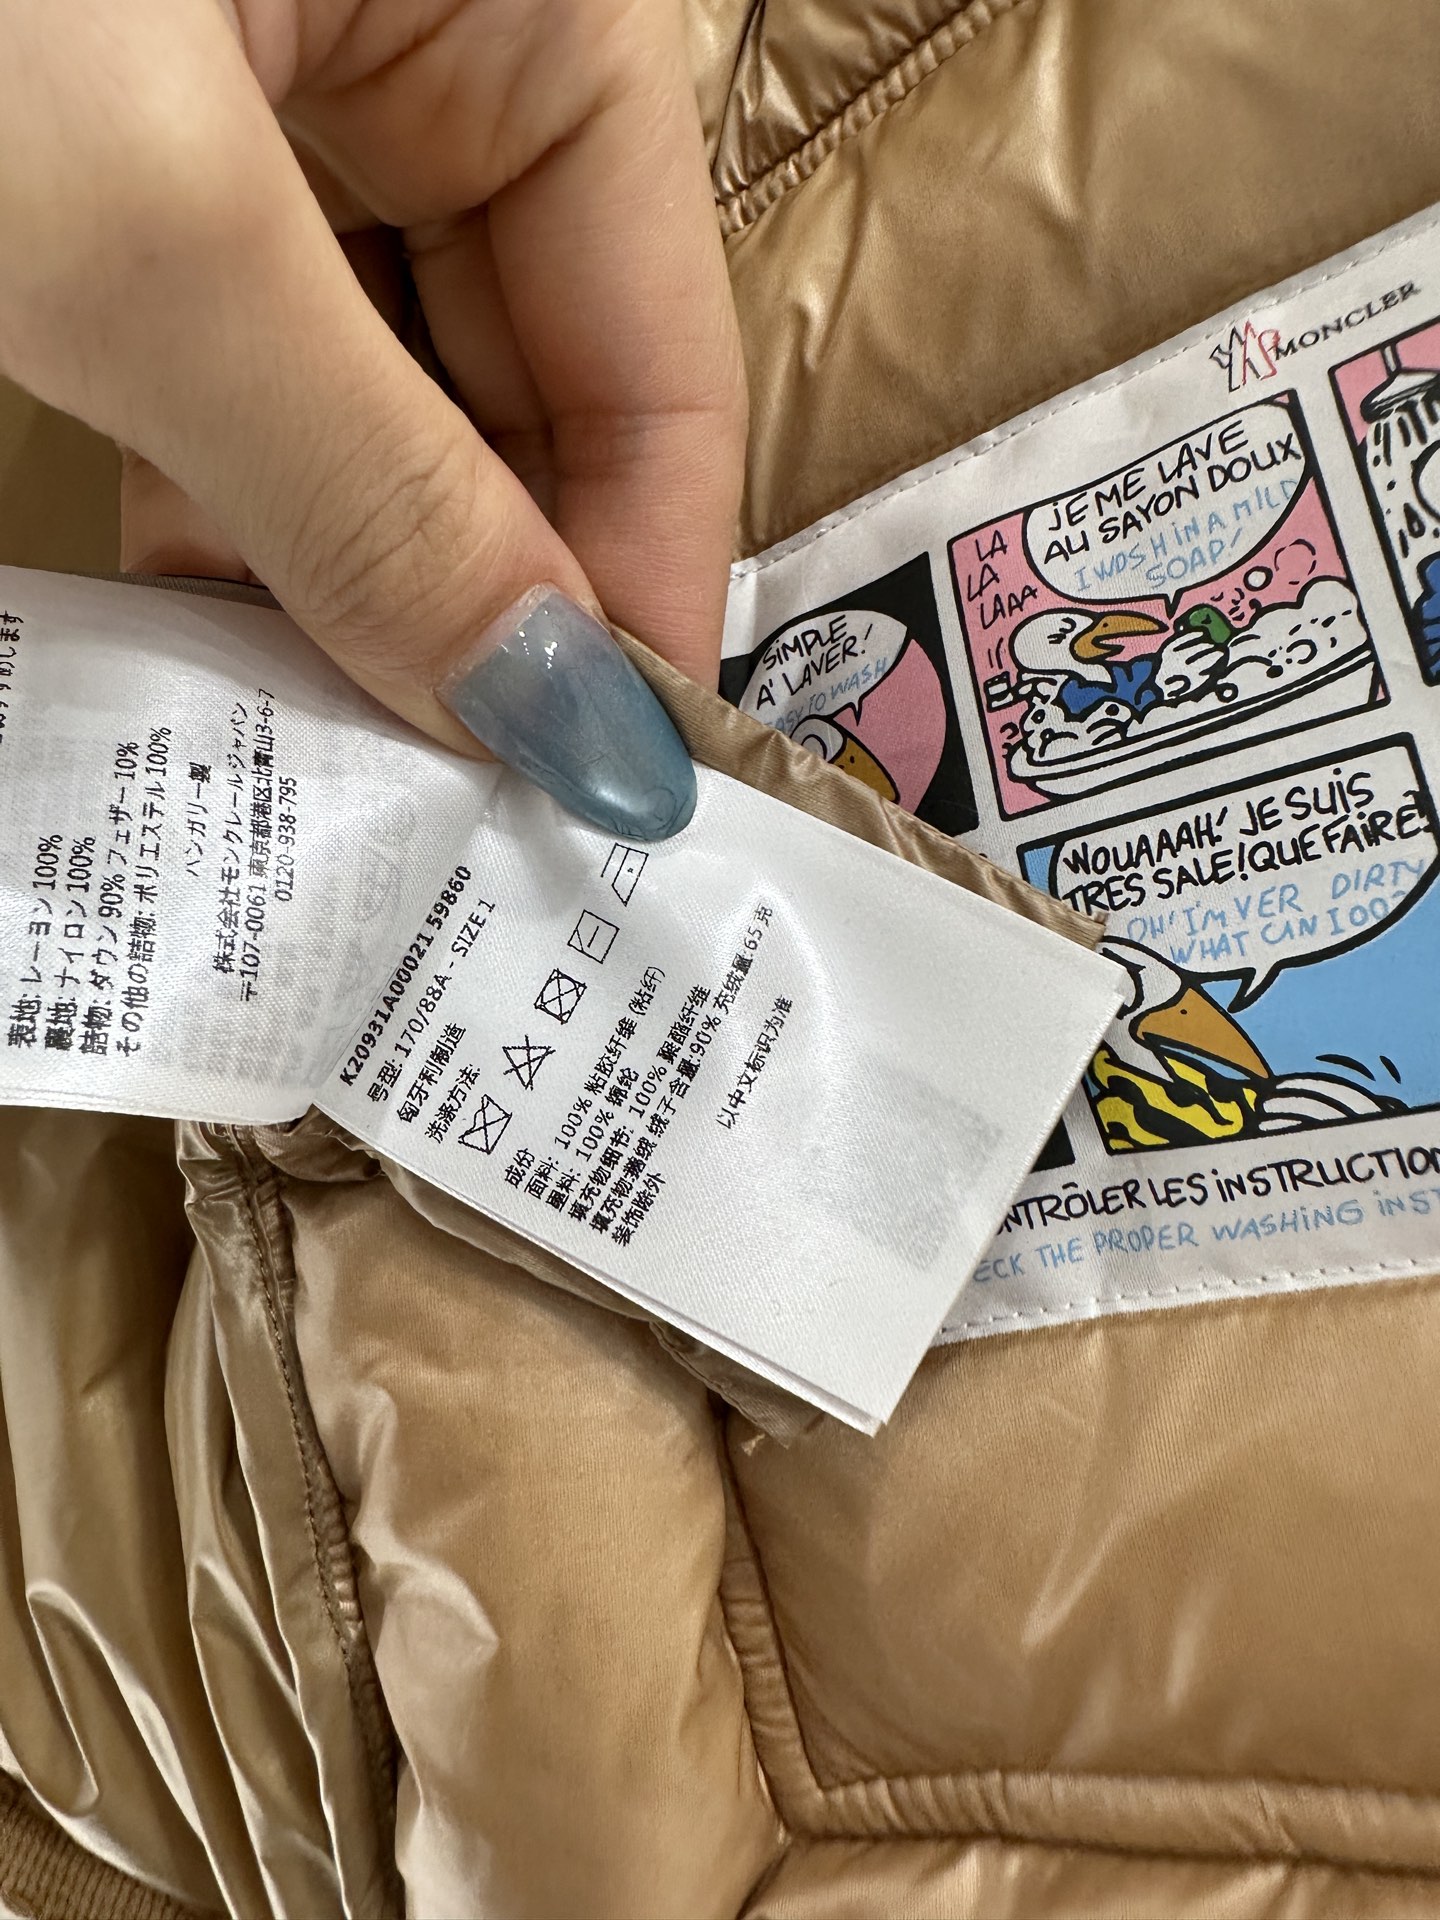 表地: レーヨン 100%
裏地: ナイロン 100%
詰物: ダウン 90% フェザー 10%
その他の詰物: ポリエステル 100%
ハンガリー製
株式会社モンクレールジャパン
〒107-0061 東京都港区北青山3-6-7
0120-938-795
K20931A00021 59860
号型: 170/88A - SIZE 1
匈牙利制造
洗涤方法:
成份
面料: 100% 粘胶纤维 (粘纤)
里料: 100% 锦纶
填充物细节: 100% 聚酯纤维
填充物鹅绒 绒子含量:90% 充绒量:65克
装饰除外
以中文标识为准
MONCLER
SIMPLE
A' LAVER!
EASY TO WASH
LA
LA
LAAA
JE ME LAVE
AU SAYON DOUX
I WOSH IN A MILD
SOAP!
WOUAAAH! JE SUIS
TRES SALE! QUE FAIRE?
OH! I'M VER DIRTY
WHAT CAN I OO?
NTRÔLER LES INSTRUCTION
ECK THE PROPER WASHING INST